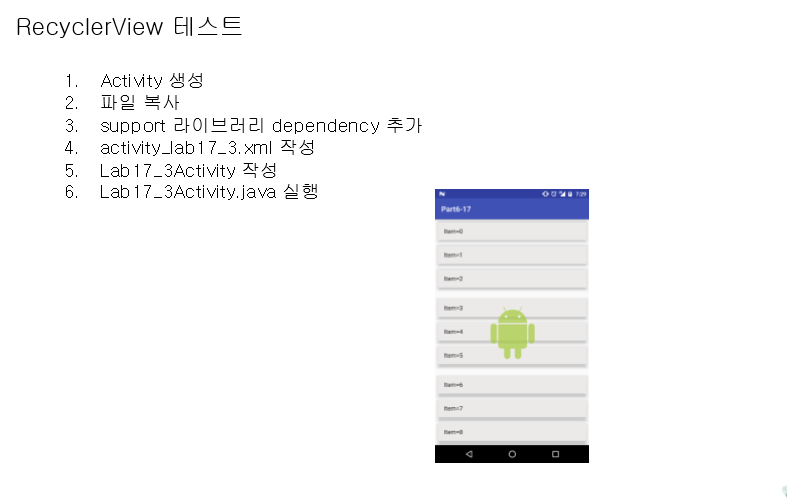 RecyclerView 테스트
1. Activity 생성
2. 파일 복사
3. support 라이브러리 dependency 추가
4. activity_lab17_3.xml 작성
5. Lab17_3Activity 작성
6. Lab17_3Activity.java 실행
7:29
Part6-17
Item=0
Item=1
Item=2
Item=3
Item=4
Item=5
Item=6
Item=7
Item=8